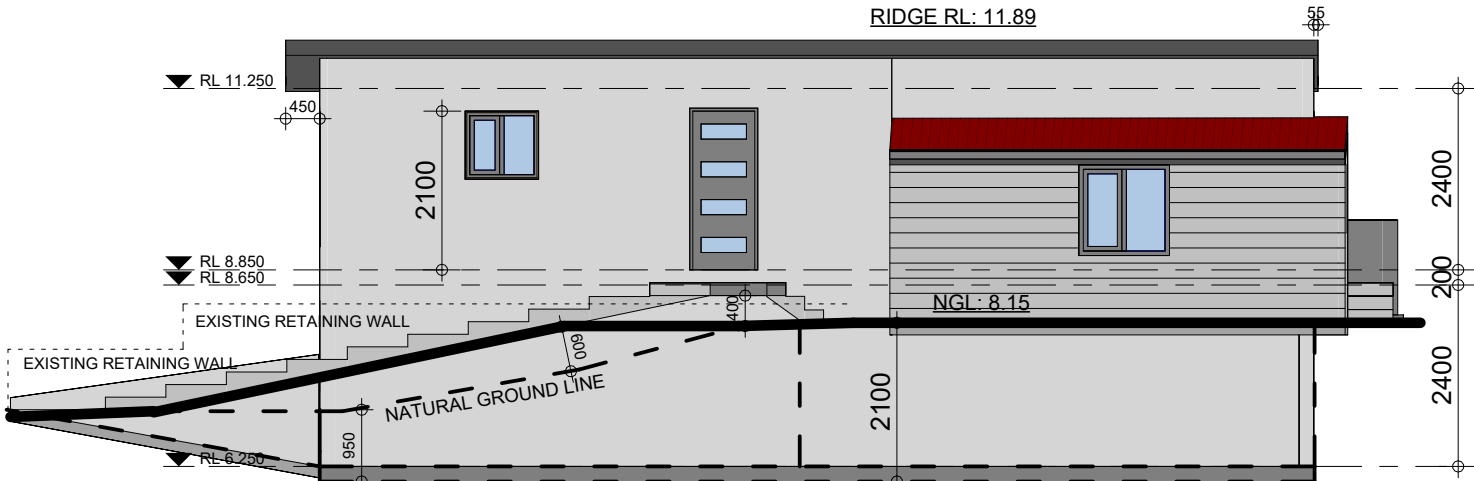 RIDGE RL: 11.89
55
RL 11.250
450
2100
2400
RL 8.850
RL 8.650
200
400
NGL: 8.15
EXISTING RETAINING WALL
EXISTING RETAINING WALL
600
NATURAL GROUND LINE
2100
2400
950
RL 6.250